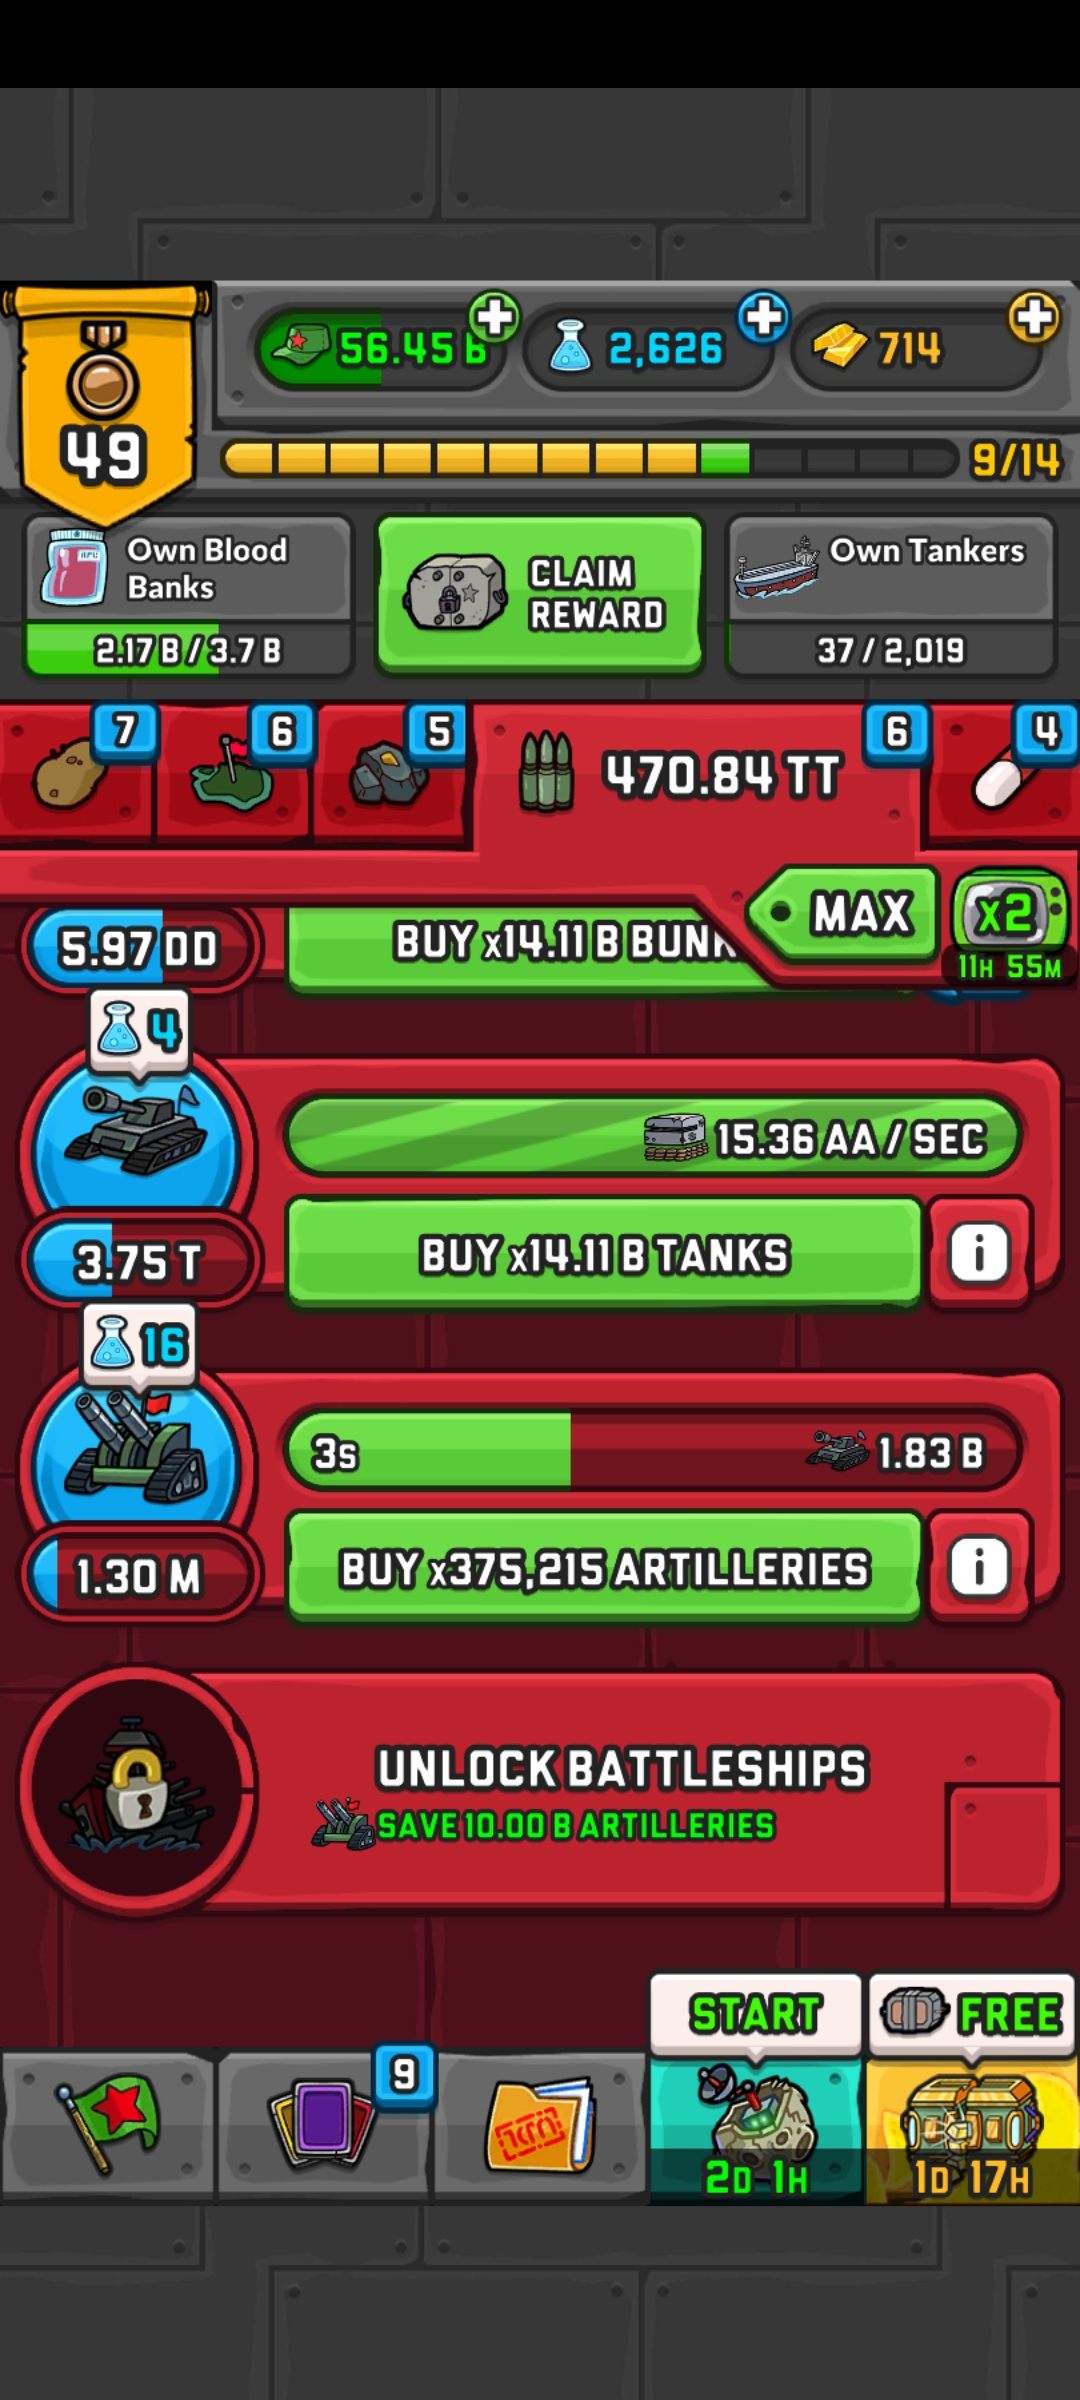 56.45 B
2,626
714
49
9/14
Own Blood
Banks
2.17 B / 3.7 B
CLAIM
REWARD
Own Tankers
37 / 2,019
7
6
5
470.84 TT
6
4
MAX
x2
11H 55M
5.97 DD
BUY x14.11 B BUNK
4
15.36 AA / SEC
3.75 T
BUY x14.11 B TANKS
i
16
3s
1.83 B
1.30 M
BUY x375,215 ARTILLERIES
i
UNLOCK BATTLESHIPS
SAVE 10.00 B ARTILLERIES
START
FREE
9
2D 1H
1D 17H